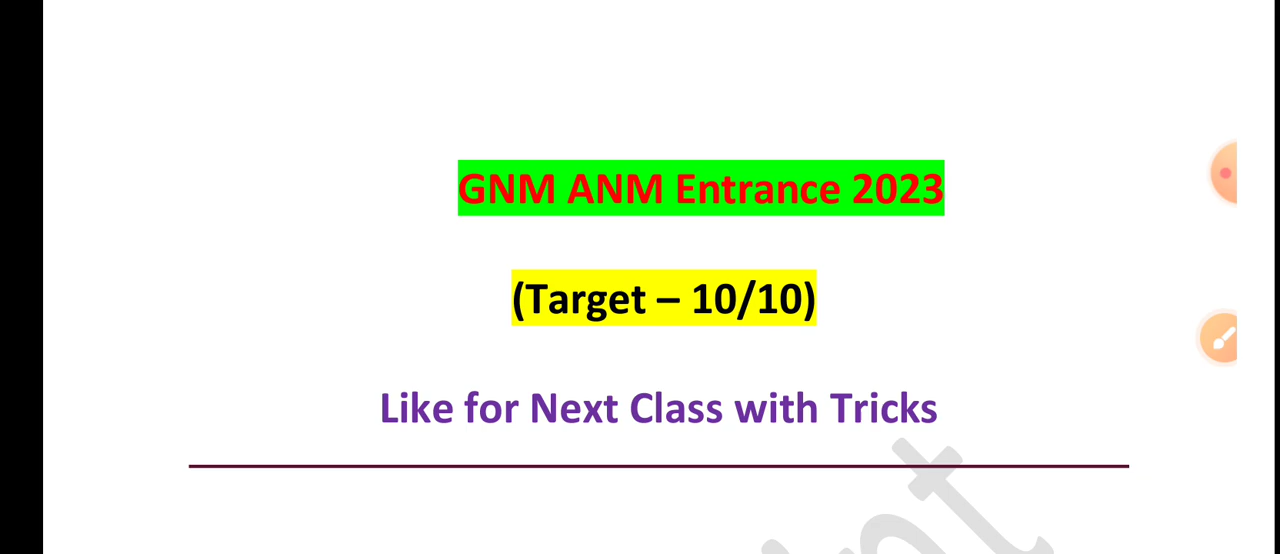 GNM ANM Entrance 2023
(Target – 10/10)
Like for Next Class with Tricks